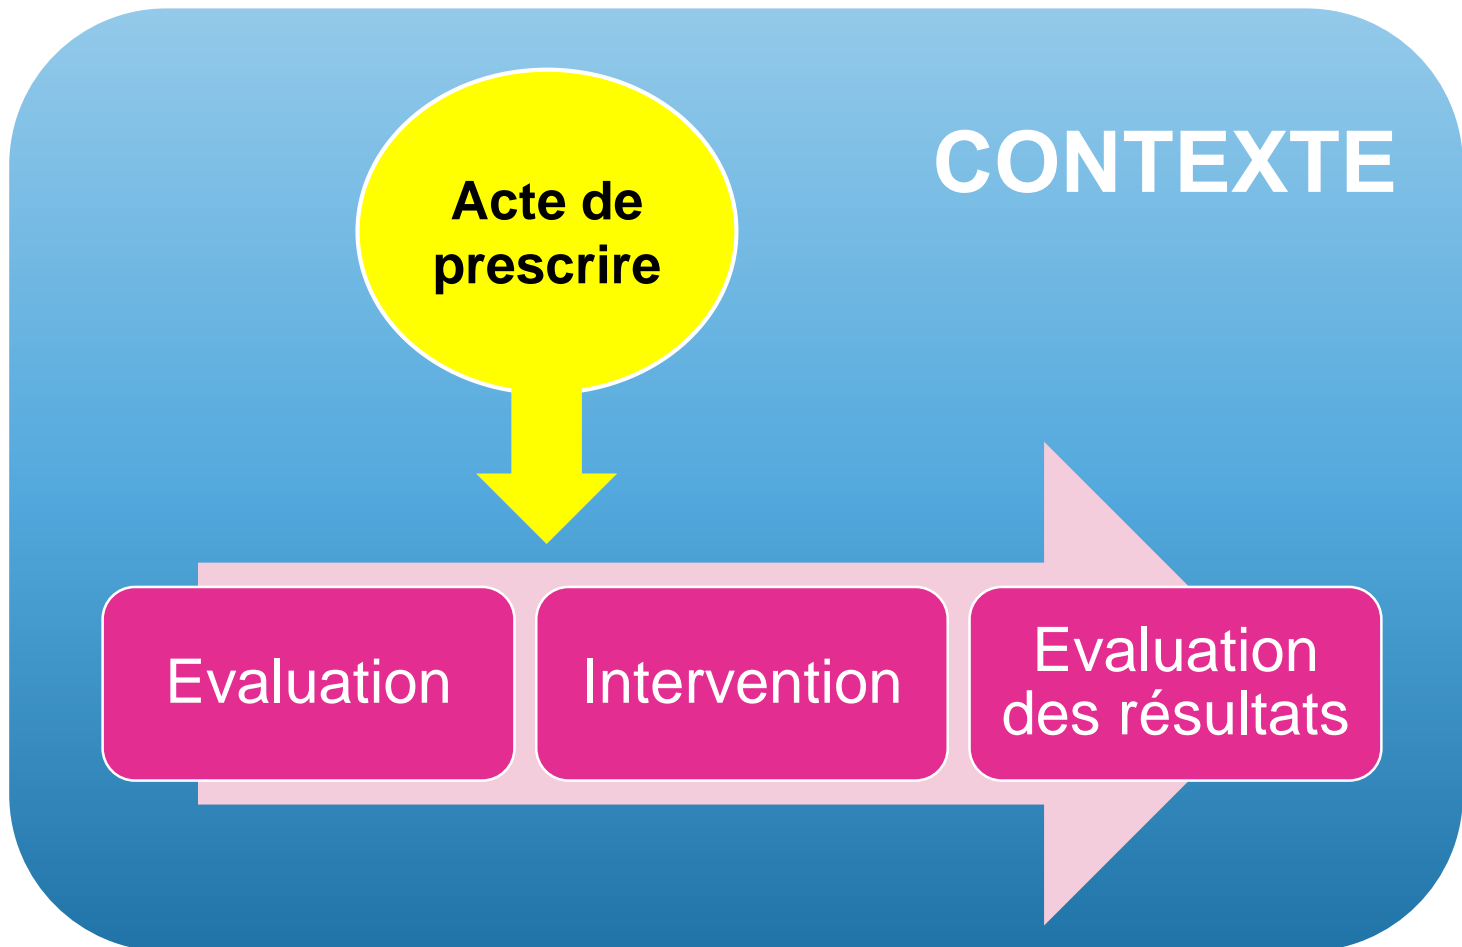 CONTEXTE
Acte de
prescrire
Evaluation
Intervention
Evaluation
des résultats